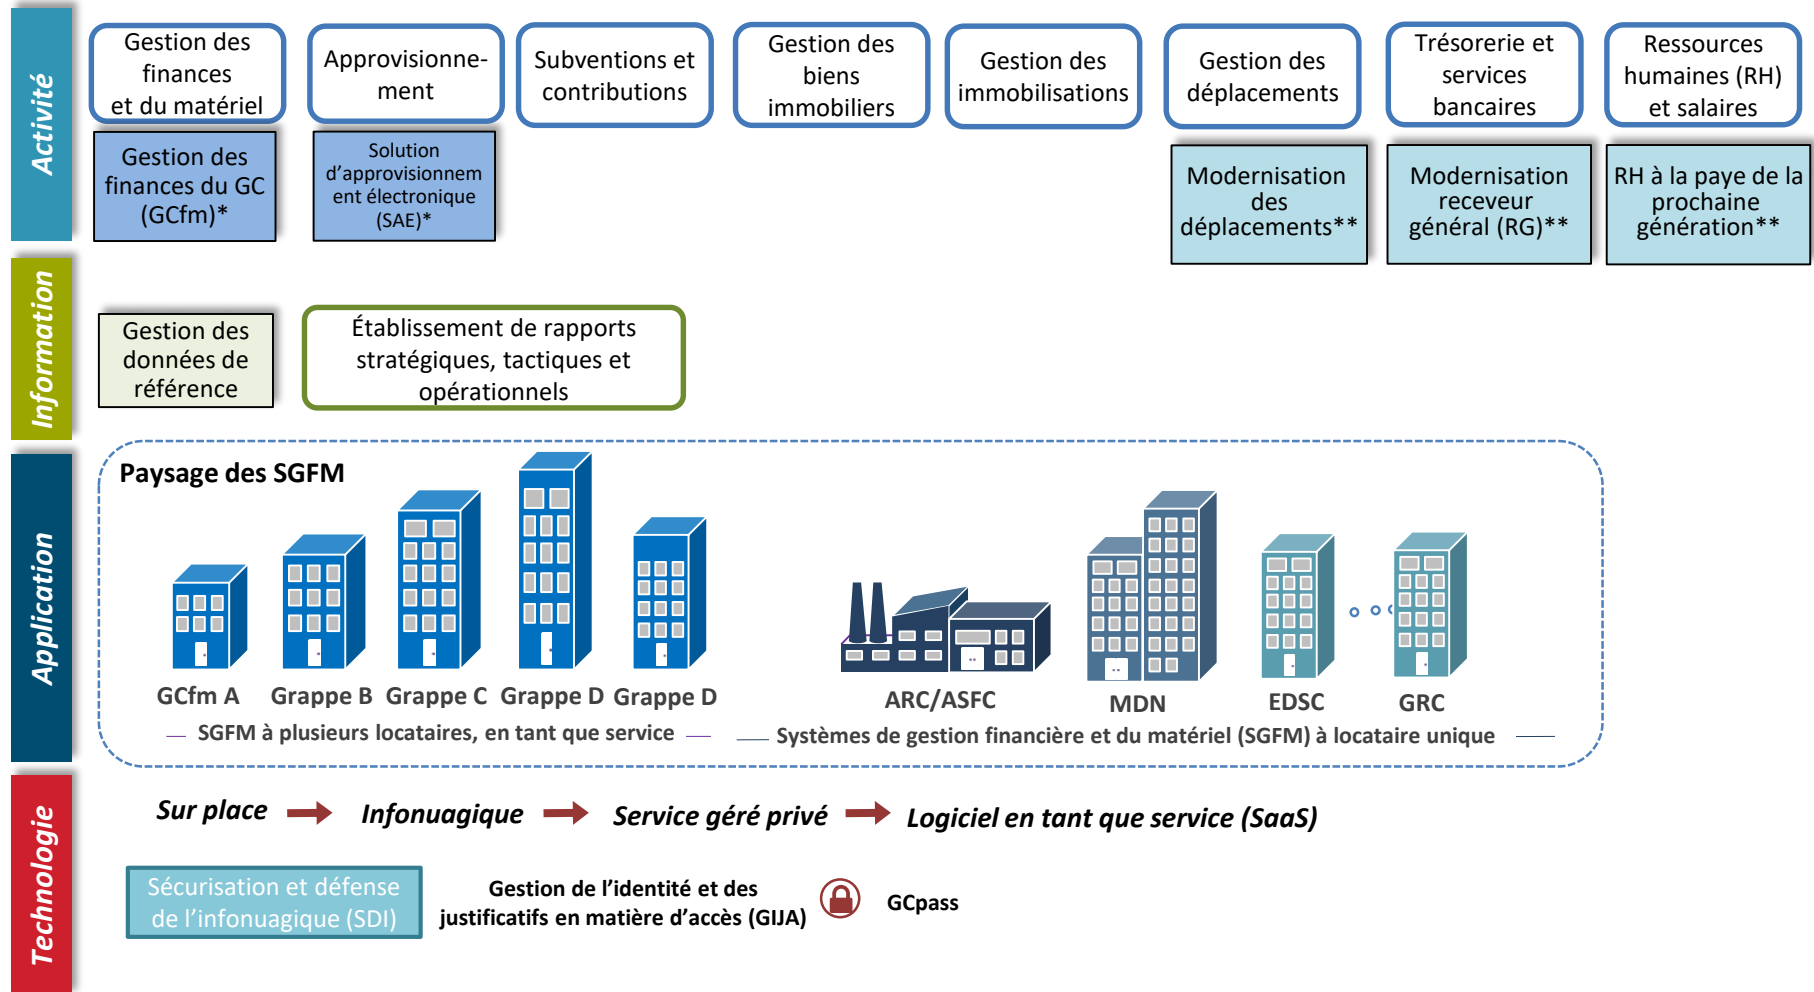 Activité
Gestion des
finances
et du matériel
Approvisionne-
ment
Subventions et
contributions
Gestion des
biens
immobiliers
Gestion des
immobilisations
Gestion des
déplacements
Trésorerie et
services
bancaires
Ressources
humaines (RH)
et salaires
Gestion des
finances du GC
(GCfm)*
Solution
d’approvisionnem
ent électronique
(SAE)*
Modernisation
des
déplacements**
Modernisation
receveur
général (RG)**
RH à la paye de la
prochaine
génération**
Information
Gestion des
données de
référence
Établissement de rapports
stratégiques, tactiques et
opérationnels
Application
Paysage des SGFM
GCfm A
Grappe B
Grappe C
Grappe D
Grappe D
ARC/ASFC
MDN
EDSC
GRC
SGFM à plusieurs locataires, en tant que service
Systèmes de gestion financière et du matériel (SGFM) à locataire unique
Technologie
Sur place
Infonuagique
Service géré privé
Logiciel en tant que service (SaaS)
Sécurisation et défense
de l’infonuagique (SDI)
Gestion de l’identité et des
justificatifs en matière d’accès (GIJA)
GCpass